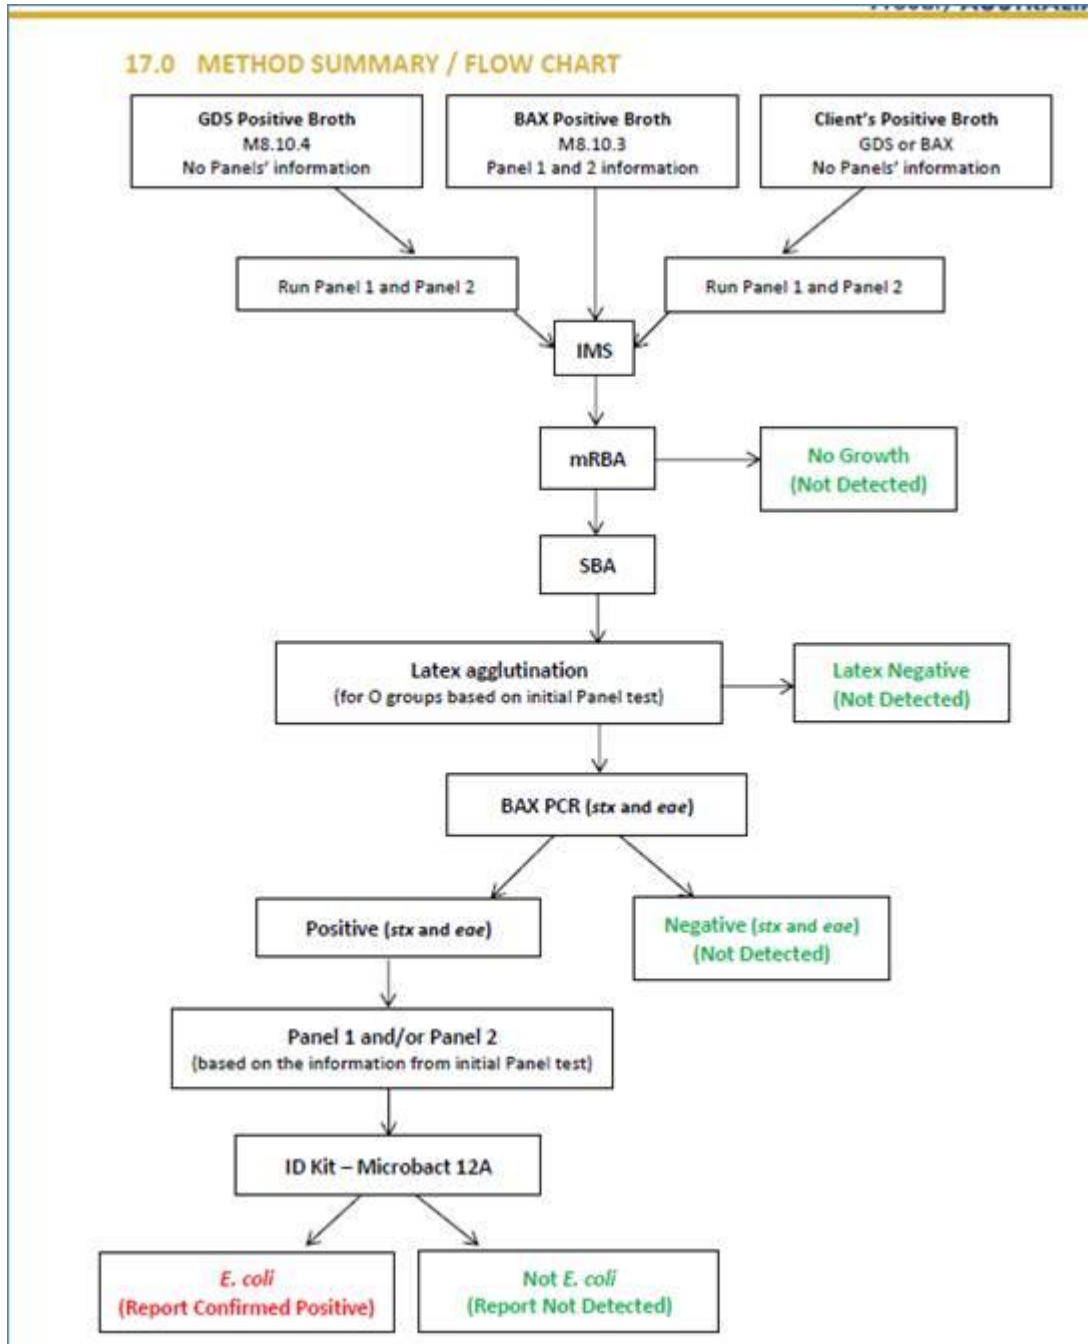 17.0 METHOD SUMMARY / FLOW CHART
GDS Positive Broth
M8.10.4
No Panels' information
BAX Positive Broth
M8.10.3
Panel 1 and 2 information
Client's Positive Broth
GDS or BAX
No Panels' information
Run Panel 1 and Panel 2
Run Panel 1 and Panel 2
IMS
mRBA
No Growth
(Not Detected)
SBA
Latex agglutination
(for O groups based on initial Panel test)
Latex Negative
(Not Detected)
BAX PCR (stx and eae)
Positive (stx and eae)
Negative (stx and eae)
(Not Detected)
Panel 1 and/or Panel 2
(based on the information from initial Panel test)
ID Kit – Microbact 12A
E. coli
(Report Confirmed Positive)
Not E. coli
(Report Not Detected)